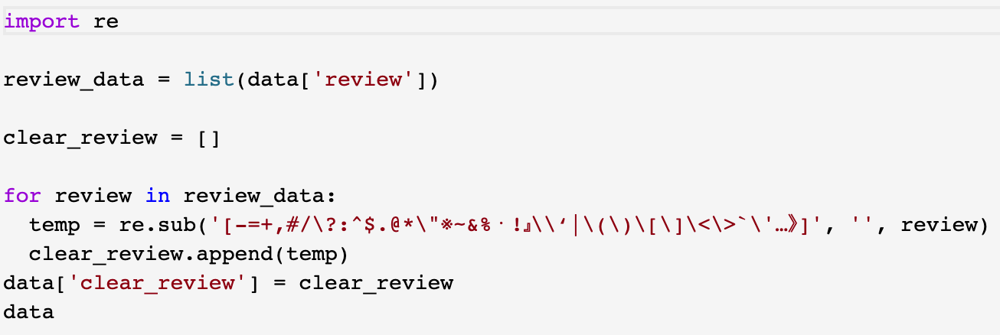 import re
review_data = list(data['review'])
clear_review = []
for review in review_data:
  temp = re.sub('[-=+,#/\?:^$.@*\"※~&%ㆍ!』\\‘|\(\)\[\]\<\>`\'…》]', '', review)
  clear_review.append(temp)
data['clear_review'] = clear_review
data